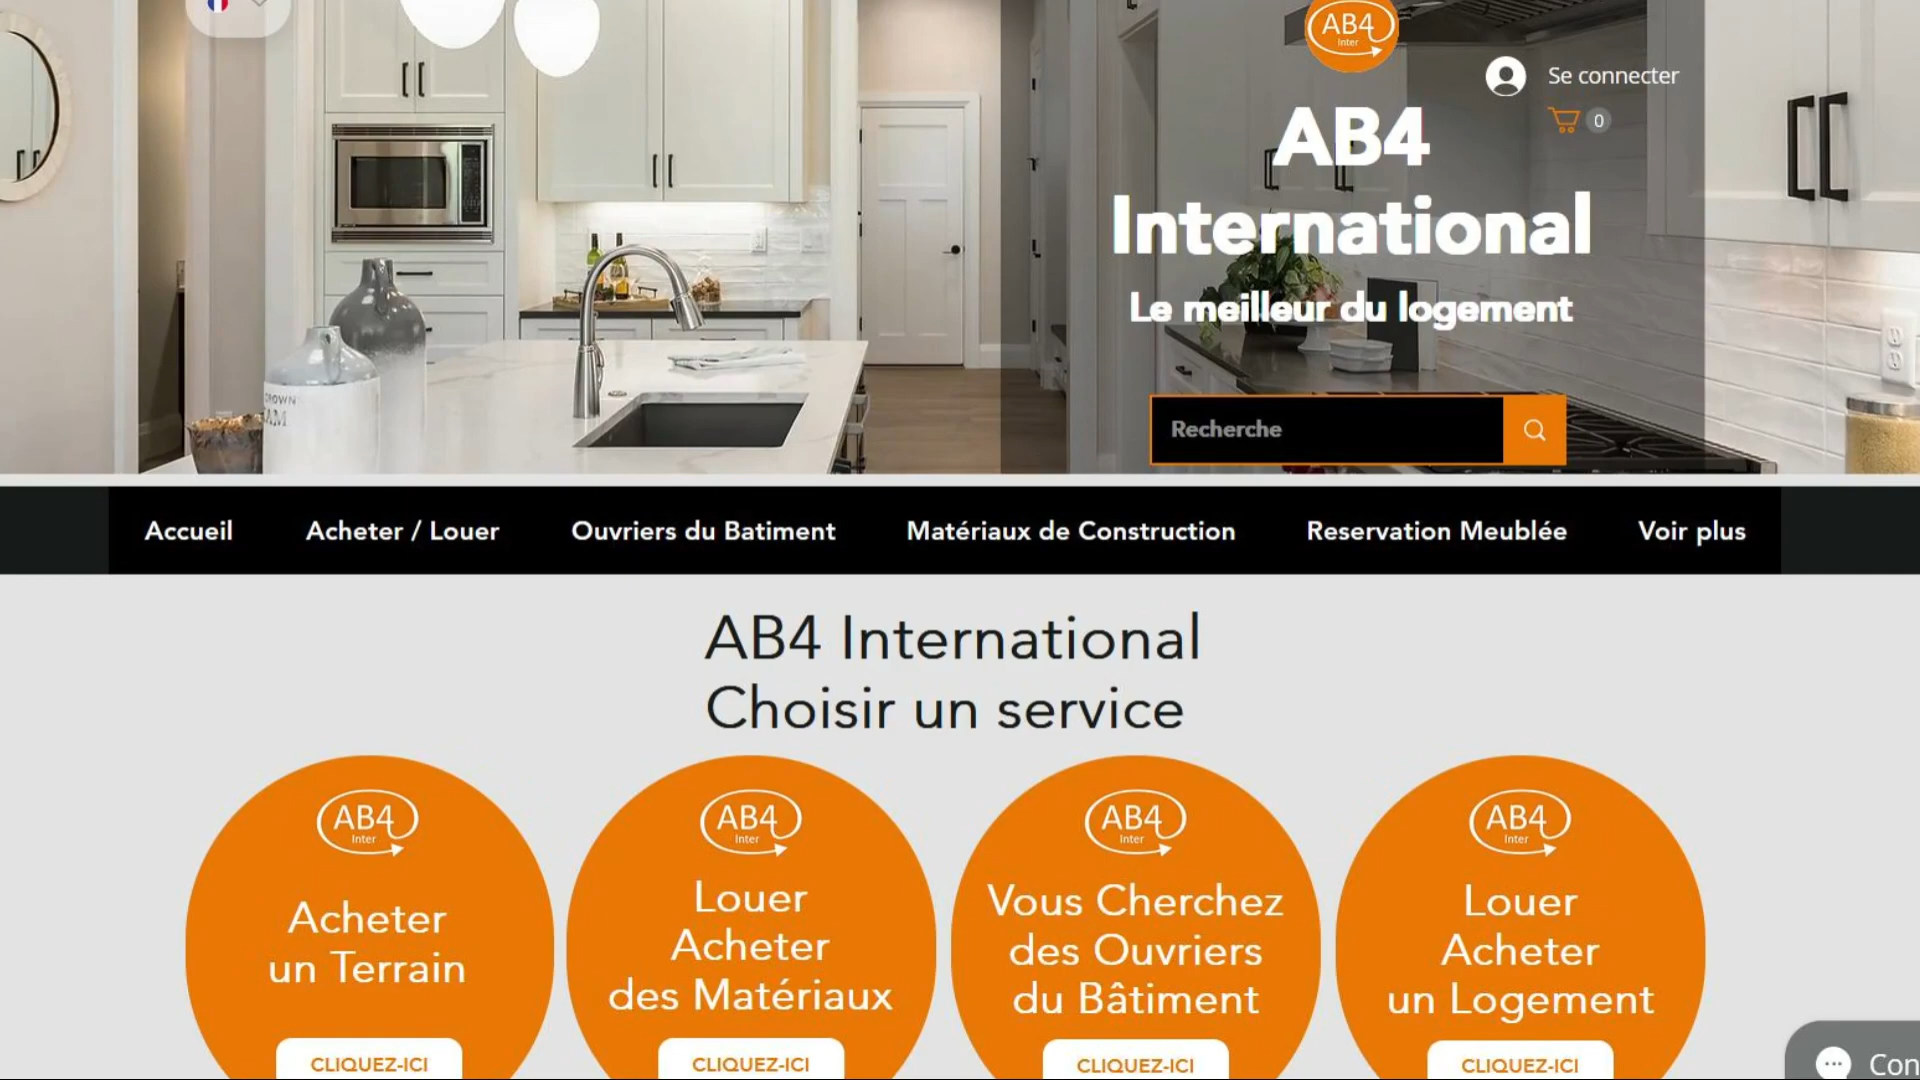 AB4
Inter
Se connecter
0
AB4
International
Le meilleur du logement
Recherche
Accueil
Acheter / Louer
Ouvriers du Batiment
Matériaux de Construction
Reservation Meublée
Voir plus
AB4 International
Choisir un service
AB4
Inter
Acheter
un Terrain
CLIQUEZ-ICI
AB4
Inter
Louer
Acheter
des Matériaux
CLIQUEZ-ICI
AB4
Inter
Vous Cherchez
des Ouvriers
du Bâtiment
CLIQUEZ-ICI
AB4
Inter
Louer
Acheter
un Logement
CLIQUEZ-ICI
Con